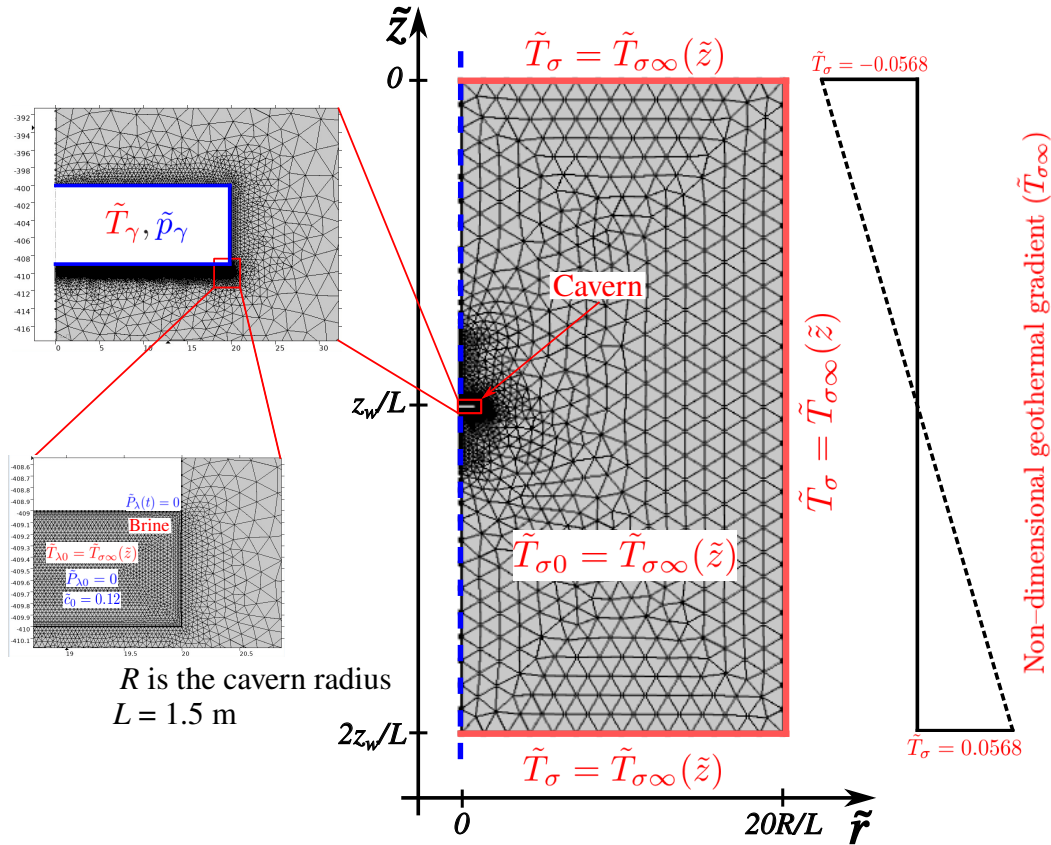 z̃
T̃σ = T̃σ∞(z̃)
0
T̃σ = −0.0568
-392
-394
-396
-398
-400
-402
-404
-406
-408
-410
-412
-414
-416
T̃γ, p̃γ
0
5
10
15
20
25
30
Cavern
z_w/L
T̃σ = T̃σ∞(z̃)
Non–dimensional geothermal gradient (T̃σ∞)
-408.6
-408.7
-408.8
-408.9
-409
-409.1
-409.2
-409.3
-409.4
-409.5
-409.6
-409.7
-409.8
-409.9
-410
-410.1
P̃λ(t) = 0
Brine
T̃λ0 = T̃σ∞(z̃)
P̃λ0 = 0
c̃0 = 0.12
19
19.5
20
20.5
T̃σ0 = T̃σ∞(z̃)
R is the cavern radius
L = 1.5 m
2z_w/L
T̃σ = 0.0568
T̃σ = T̃σ∞(z̃)
0
20R/L
r̃